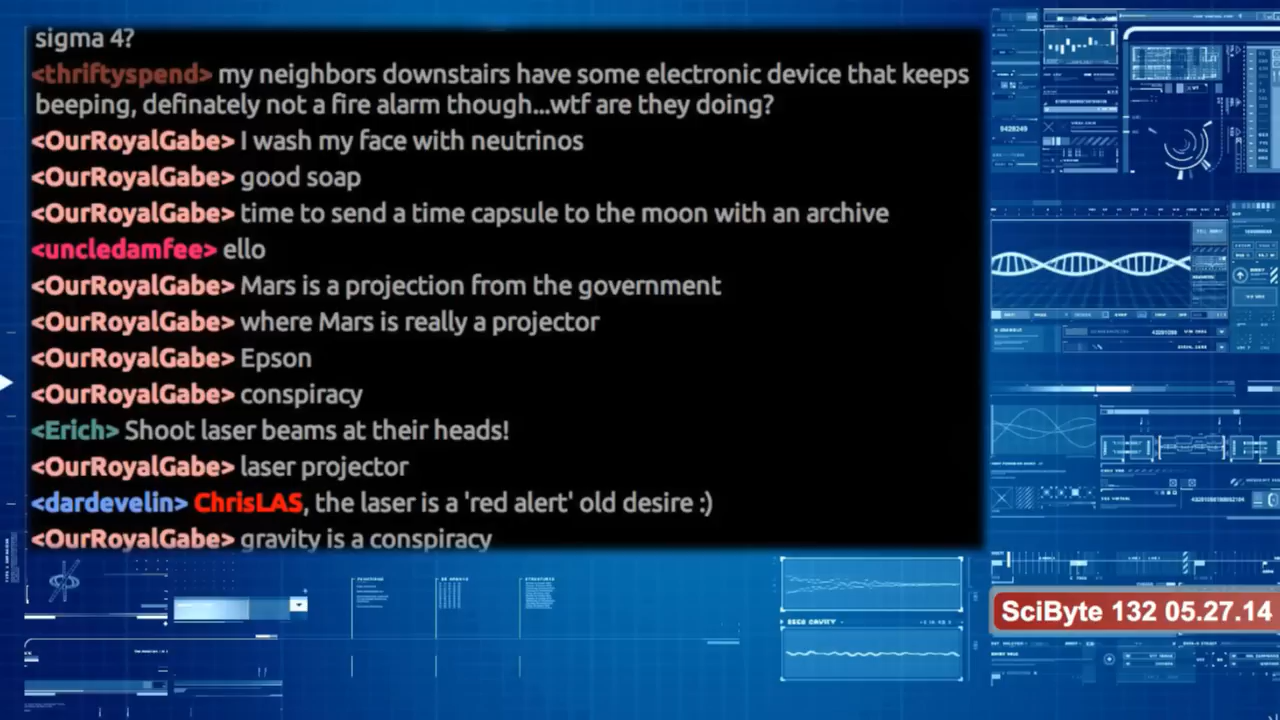 sigma 4?
<thriftyspend> my neighbors downstairs have some electronic device that keeps
beeping, definately not a fire alarm though...wtf are they doing?
<OurRoyalGabe> I wash my face with neutrinos
<OurRoyalGabe> good soap
<OurRoyalGabe> time to send a time capsule to the moon with an archive
<uncledamfee> ello
<OurRoyalGabe> Mars is a projection from the government
<OurRoyalGabe> where Mars is really a projector
<OurRoyalGabe> Epson
<OurRoyalGabe> conspiracy
<Erich> Shoot laser beams at their heads!
<OurRoyalGabe> laser projector
<dardevelin> ChrisLAS, the laser is a 'red alert' old desire :)
<OurRoyalGabe> gravity is a conspiracy
0428249
SciByte 132 05.27.14